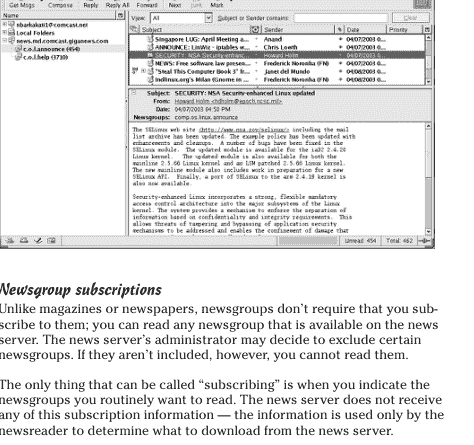 Get Msgs Compose Reply Reply All Forward Next Junk Mark
nbarkakati@comcast.net
Local Folders
news.md.comcast.giganews.com
c.o.l.announce (454)
c.o.l.help (3710)
Name
View: All Subject or Sender contains: Clear
Subject Sender Date Priority
Singapore LUG: April Meeting a... Anand 04/07/2003 0...
ANNOUNCE: LinWiz - iptables w... Chris Loeth 04/07/2003 0...
SECURITY: NSA Security-enhan... Howard Holm 04/07/2003 0...
NEWS: Free software law presen... Frederick Noronha (FN) 04/07/2003 0...
"Steal This Computer Book 3" fr... Janet del Mundo 04/08/2003 0...
Indlinux.org's Milan (Gnome in ... Frederick Noronha (FN) 04/08/2003 0...
Subject: SECURITY: NSA Security-enhanced Linux updated
From: Howard Holm <hdholm@epoch.ncsc.mil>
Date: 04/07/2003 04:50 PM
Newsgroups: comp.os.linux.announce
The SELinux web site <http://www.nsa.gov/selinux/> including the mail
list archive has been updated. The example policy has been updated with
enhancements and cleanups. A number of bugs have been fixed in the
SELinux module. The updated module is available for the ia32 2.4.20
Linux kernel. The updated module is also available for both the
mainline 2.5.66 Linux kernel and an LSM patched 2.5.66 Linux kernel.
The new mainline module also includes work in preparation for a new
SELinux API. Finally, a port of SELinux to the arm 2.4.18 kernel is
also now available.
Security-enhanced Linux incorporates a strong, flexible mandatory
access control architecture into the major subsystems of the Linux
kernel. The system provides a mechanism to enforce the separation of
information based on confidentiality and integrity requirements. This
allows threats of tampering and bypassing of application security
mechanisms to be addressed and enables the confinement of damage that
Unread: 454 Total: 462
Newsgroup subscriptions
Unlike magazines or newspapers, newsgroups don't require that you sub-
scribe to them; you can read any newsgroup that is available on the news
server. The news server's administrator may decide to exclude certain
newsgroups. If they aren't included, however, you cannot read them.
The only thing that can be called "subscribing" is when you indicate the
newsgroups you routinely want to read. The news server does not receive
any of this subscription information — the information is used only by the
newsreader to determine what to download from the news server.